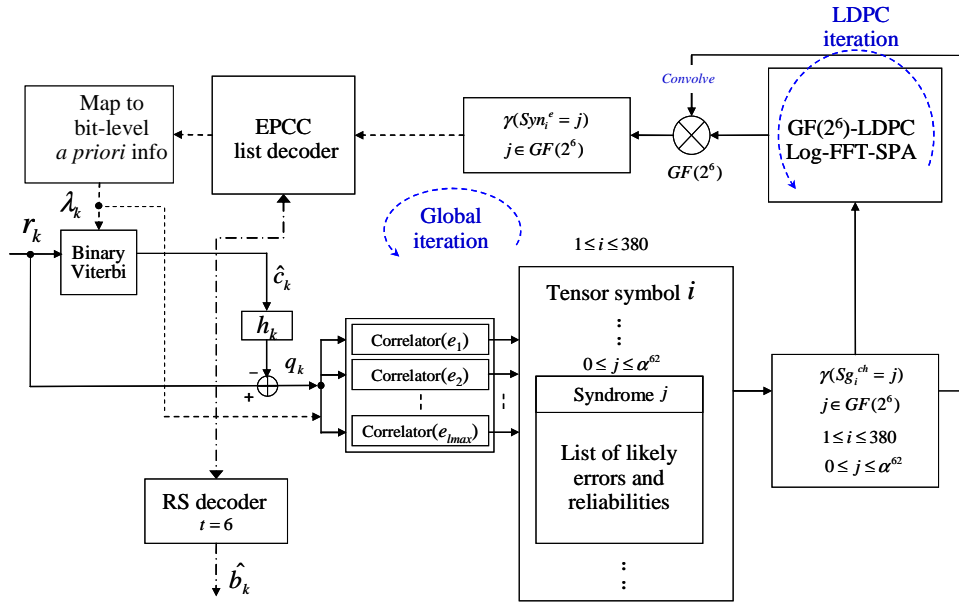 LDPC
iteration
Convolve
Map to
bit-level
a priori info
EPCC
list decoder
γ(Syn_i^e = j)
j ∈ GF(2^6)
GF(2^6)
GF(2^6)-LDPC
Log-FFT-SPA
λ̂_k
r_k
Binary
Viterbi
Global
iteration
1 ≤ i ≤ 380
ĉ_k
Tensor symbol i
⋮
⋮
0 ≤ j ≤ α^62
h_k
q_k
−
+
Correlator(e_1)
Correlator(e_2)
Correlator(e_lmax)
Syndrome j
List of likely
errors and
reliabilities
⋮
⋮
γ(Sg_i^ch = j)
j ∈ GF(2^6)
1 ≤ i ≤ 380
0 ≤ j ≤ α^62
RS decoder
t = 6
b̂_k